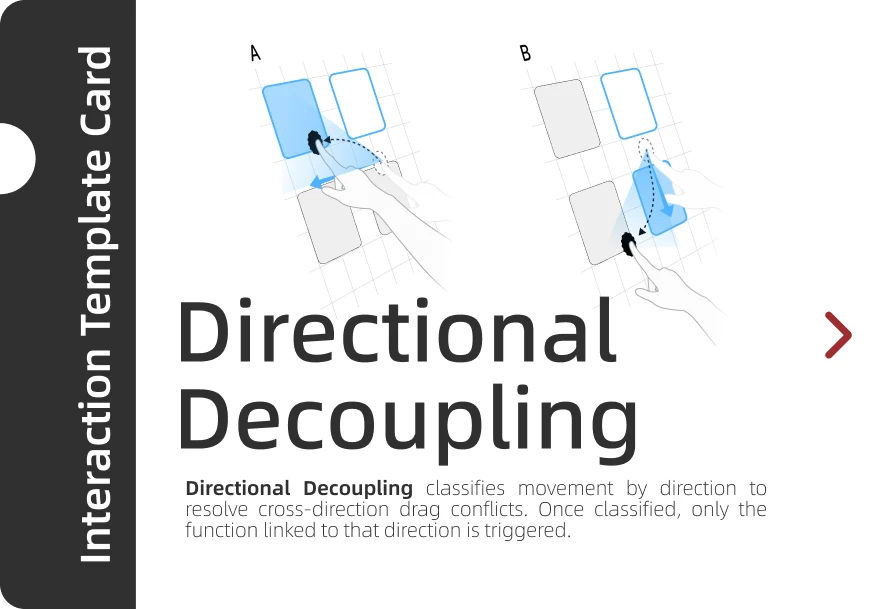 Interaction Template Card
A
B
Directional
Decoupling
Directional Decoupling classifies movement by direction to
resolve cross-direction drag conflicts. Once classified, only the
function linked to that direction is triggered.